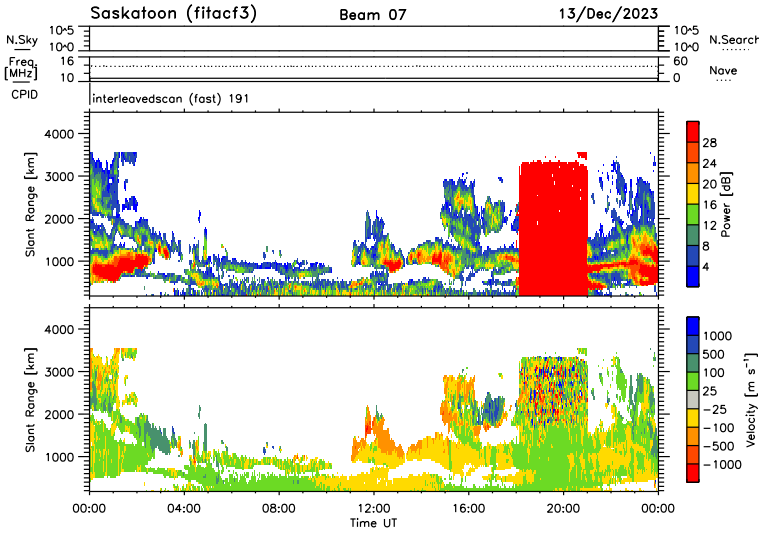 Saskatoon (fitacf3) Beam 07 13/Dec/2023
N.Sky 10^5 10^5 N.Search
10^0 10^0
Freq. 16 60 Nave
[MHz] 10 0
CPID interleavedscan (fast) 191
Slant Range [km]
4000
3000
2000
1000
28
24
20
16
12
8
4
Power [dB]
Slant Range [km]
4000
3000
2000
1000
1000
500
100
25
−25
−100
−500
−1000
Velocity [m s⁻¹]
00:00 04:00 08:00 12:00 16:00 20:00 00:00
Time UT